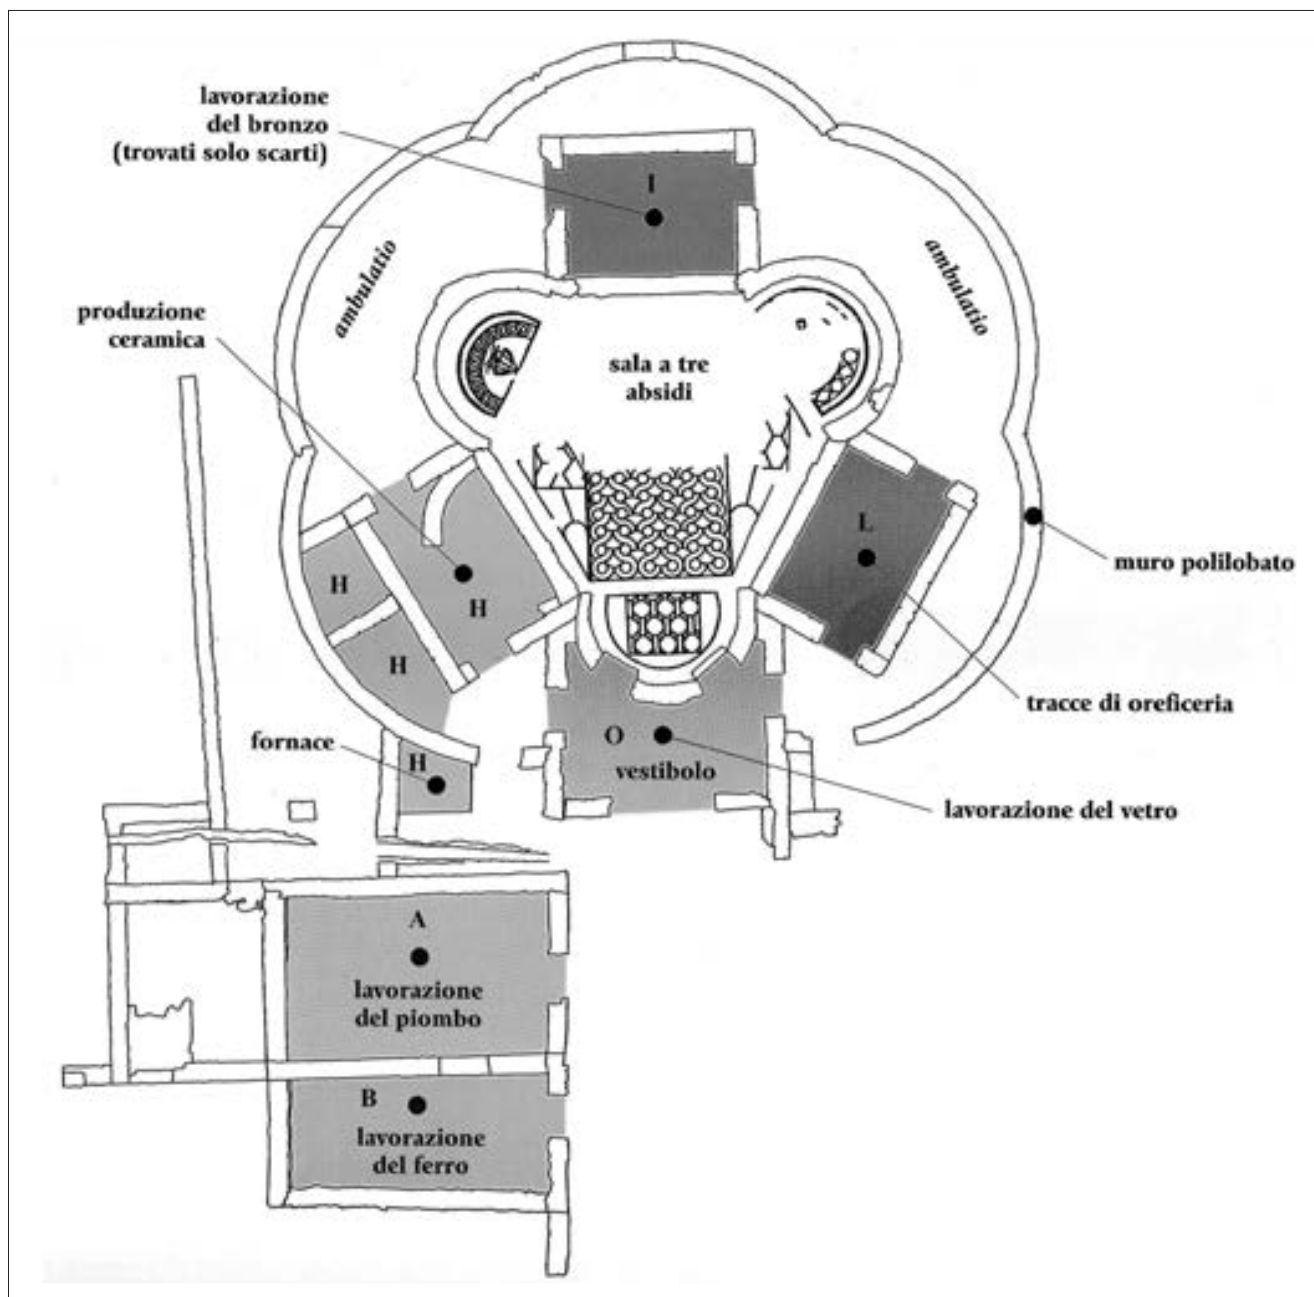 lavorazione
del bronzo
(trovati solo scarti)
I
ambulatio
ambulatio
produzione
ceramica
sala a tre
absidi
L
muro polilobato
H
H
H
tracce di oreficeria
fornace
H
O
vestibolo
lavorazione del vetro
A
lavorazione
del piombo
B
lavorazione
del ferro